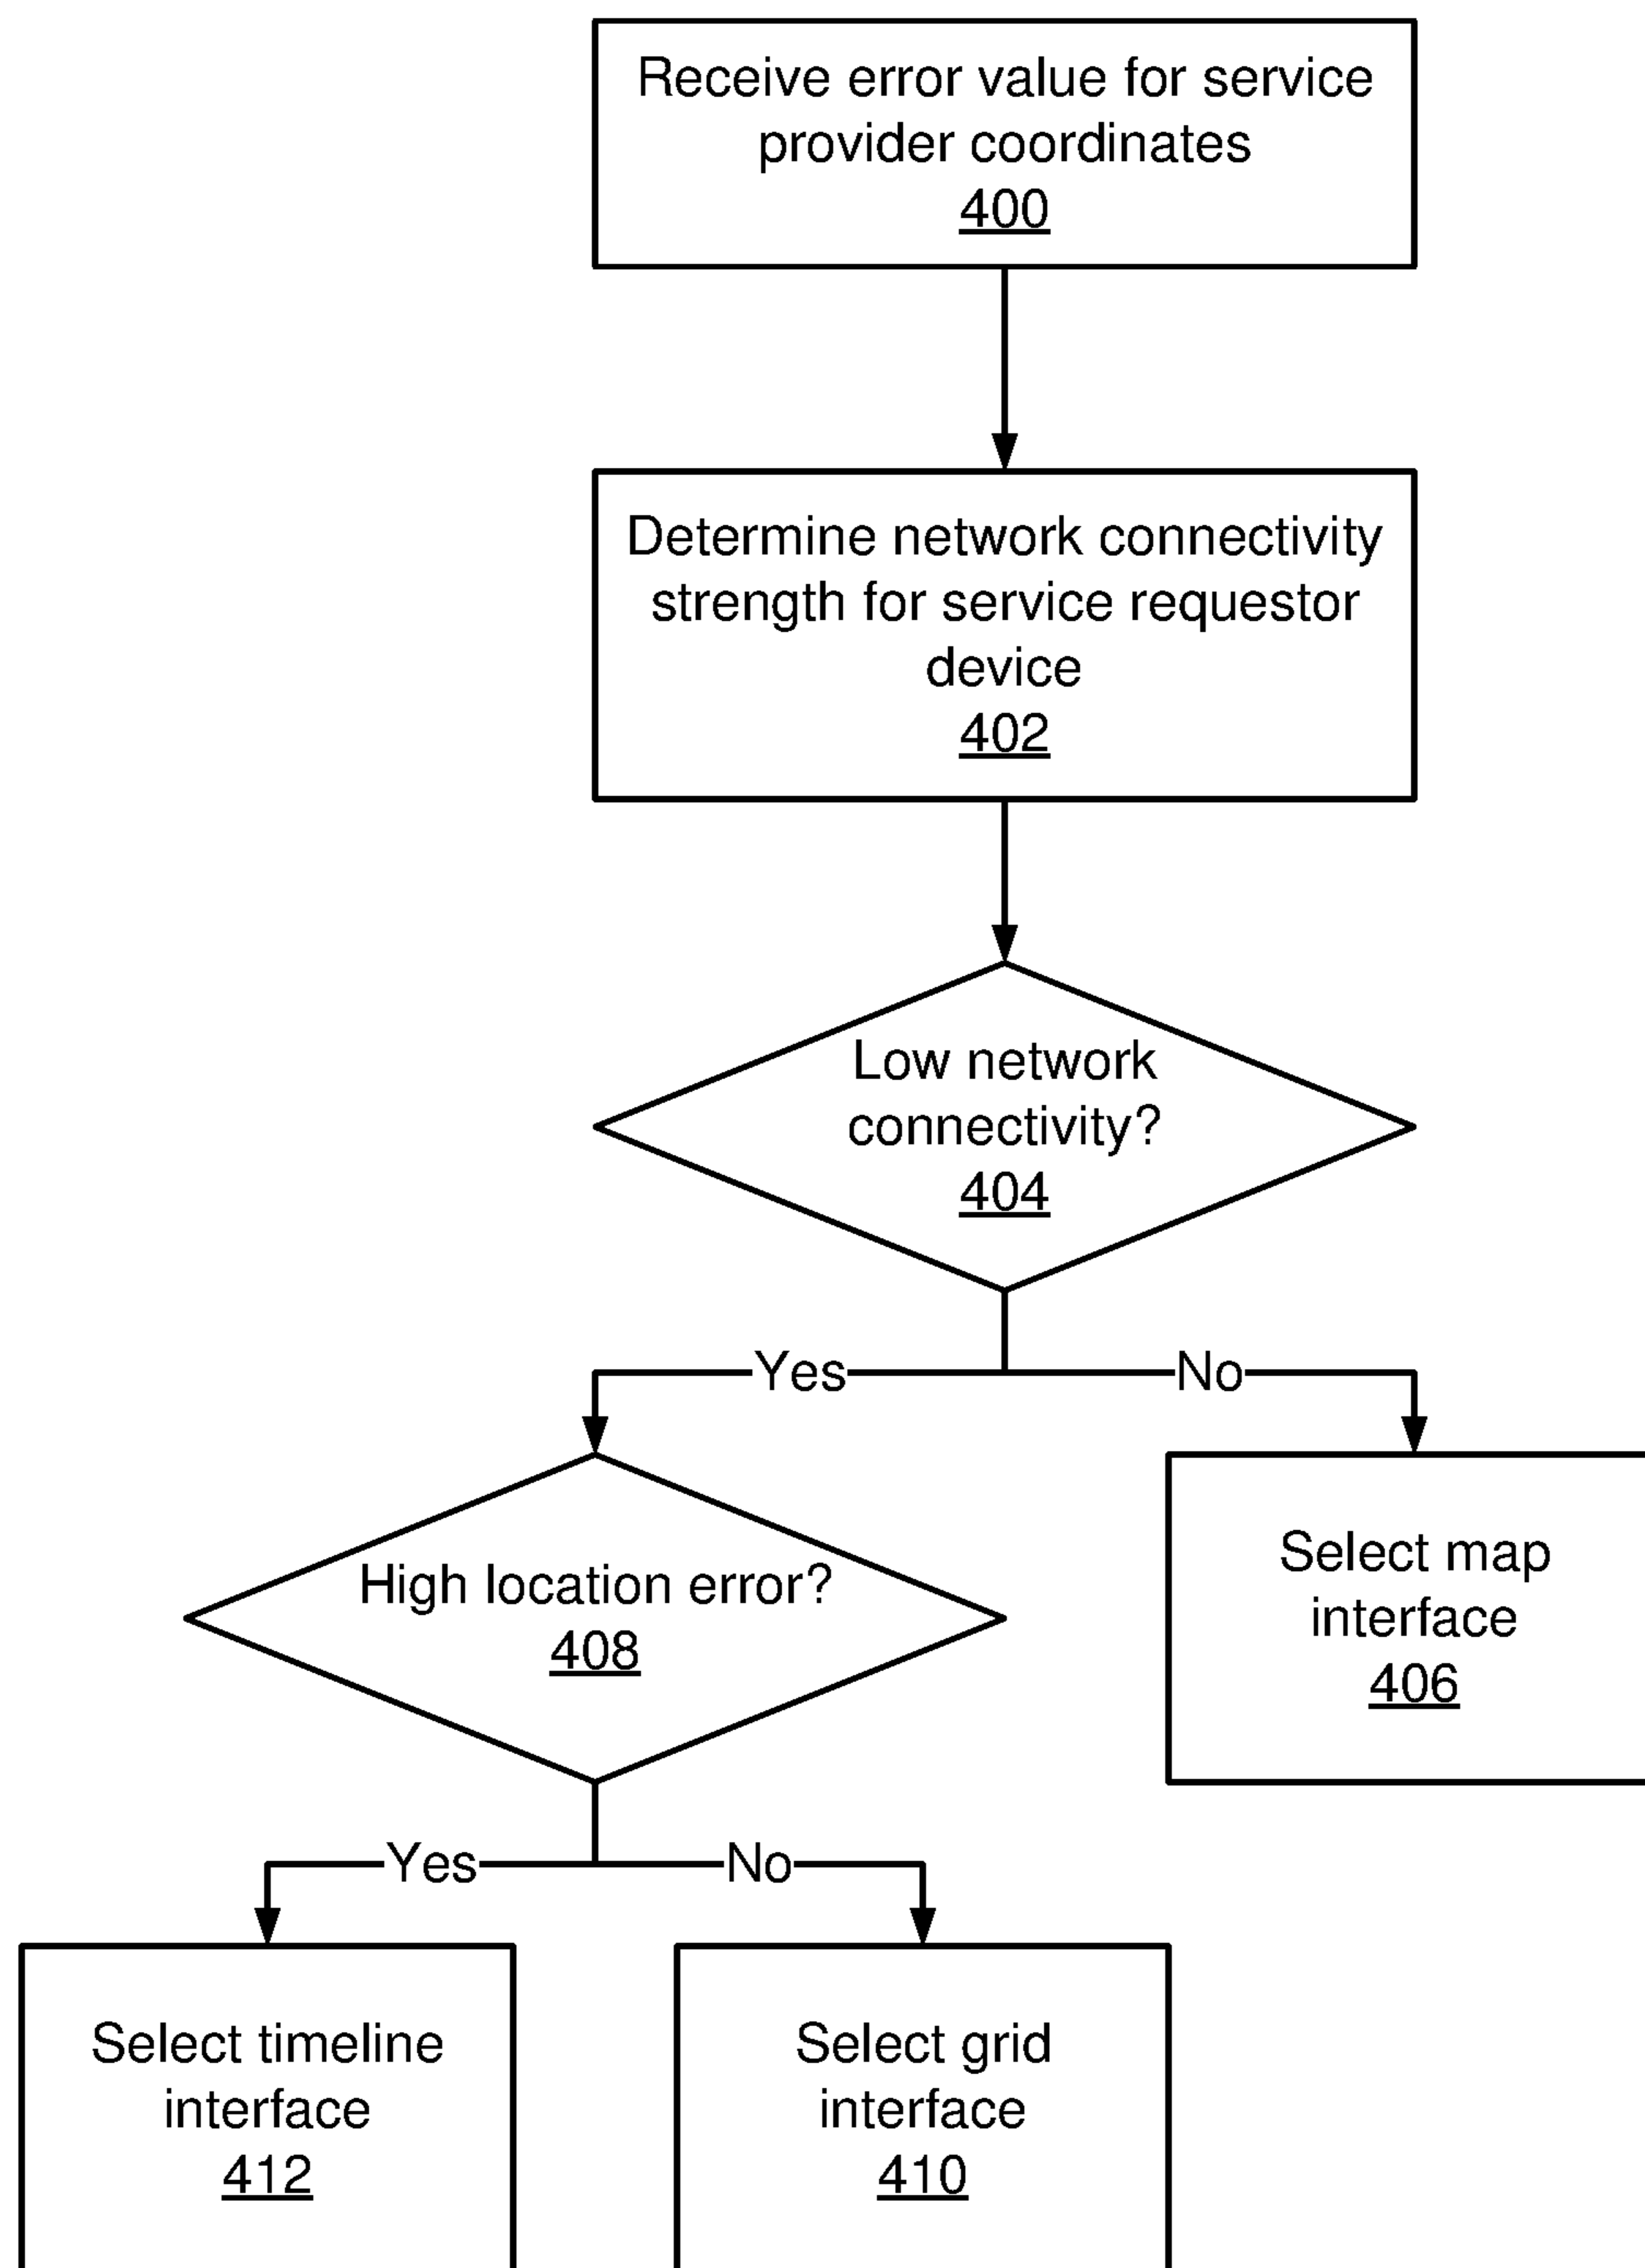 Receive error value for service
provider coordinates
400
Determine network connectivity
strength for service requestor
device
402
Low network
connectivity?
404
Yes
No
High location error?
408
Select map
interface
406
Yes
No
Select timeline
interface
412
Select grid
interface
410